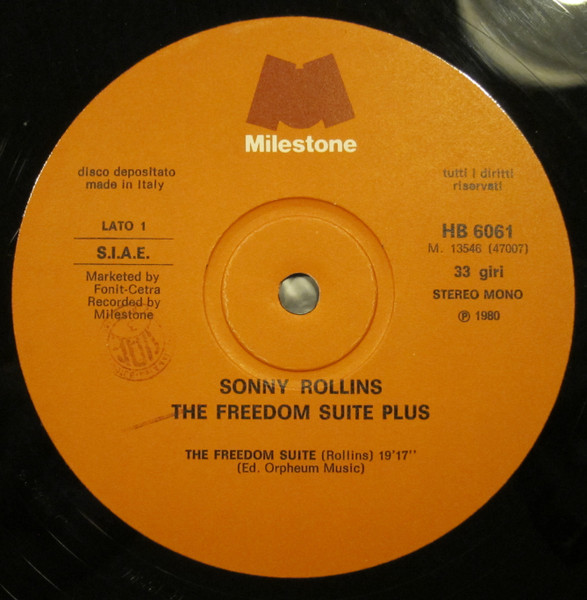 Milestone
disco depositato
made in Italy
tutti i diritti
riservati
LATO 1
S.I.A.E.
Marketed by
Fonit-Cetra
Recorded by
Milestone
HB 6061
M. 13546 (47007)
33 giri
STEREO MONO
℗ 1980
SONNY ROLLINS
THE FREEDOM SUITE PLUS
THE FREEDOM SUITE (Rollins) 19'17''
(Ed. Orpheum Music)